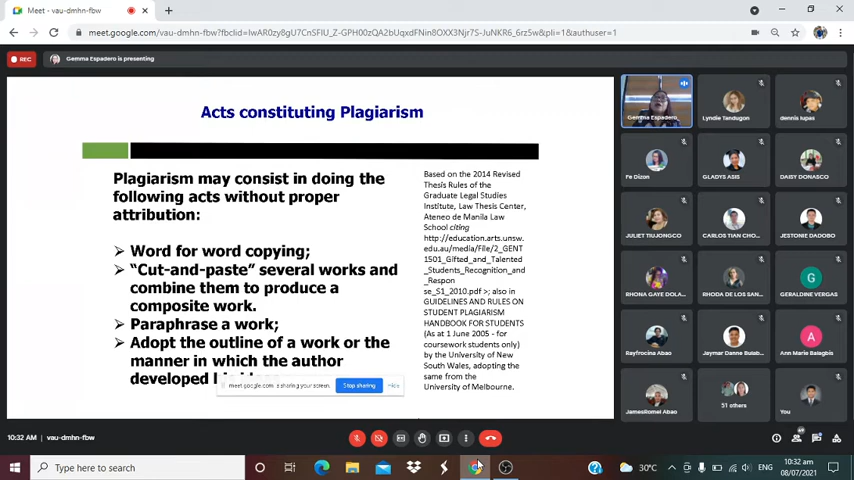 Meet - vau-dmhn-fbw
meet.google.com/vau-dmhn-fbw?fbclid=IwAR0zy8gU7CnSFIU_Z-GPH00zQA2bUqxdFNin8OXX3Njr7S-JuNKR6_6rz5w&pli=1&authuser=1
REC
Gemma Espadero is presenting
Acts constituting Plagiarism
Plagiarism may consist in doing the
following acts without proper
attribution:
Word for word copying;
"Cut-and-paste" several works and
combine them to produce a
composite work.
Paraphrase a work;
Adopt the outline of a work or the
manner in which the author
developed
Based on the 2014 Revised
Thesis Rules of the
Graduate Legal Studies
Institute, Law Thesis Center,
Ateneo de Manila Law
School citing
http://education.arts.unsw.
edu.au/media/File/2_GENT
1501_Gifted_and_Talented
_Students_Recognition_and
_Respon
se_S1_2010.pdf >; also in
GUIDELINES AND RULES ON
STUDENT PLAGIARISM
HANDBOOK FOR STUDENTS
(As at 1 June 2005 - for
coursework students only)
by the University of New
South Wales, adopting the
same from the
University of Melbourne.
meet.google.com is sharing your screen.
Stop sharing
Hide
Gemma Espadero
Lyndie Tandugon
dennis lupas
Fe Dizon
GLADYS ASIS
DAISY DONASCO
JULIET TIUJONGCO
CARLOS TIAN CHO...
JESTONIE DADOBO
RHONA GAYE DOLA...
RHODA DE LOS SAN...
G
GERALDINE VERGAS
Rayfrocina Abao
Jaymar Danne Bulab...
A
Ann Marie Balagbis
JamesRomel Abao
51 others
You
10:32 AM
vau-dmhn-fbw
Type here to search
30°C
ENG
10:32 am
08/07/2021